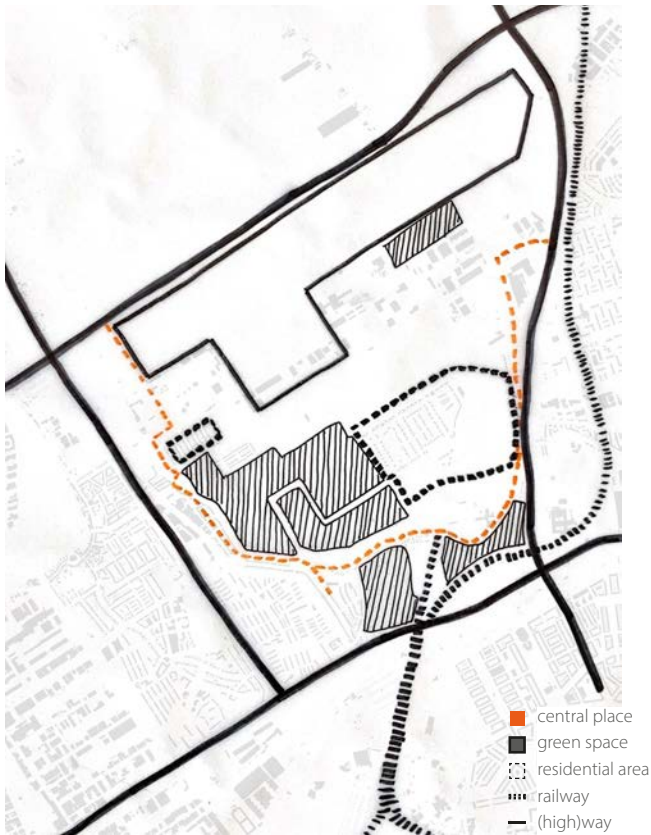 central place
green space
residential area
railway
(high)way